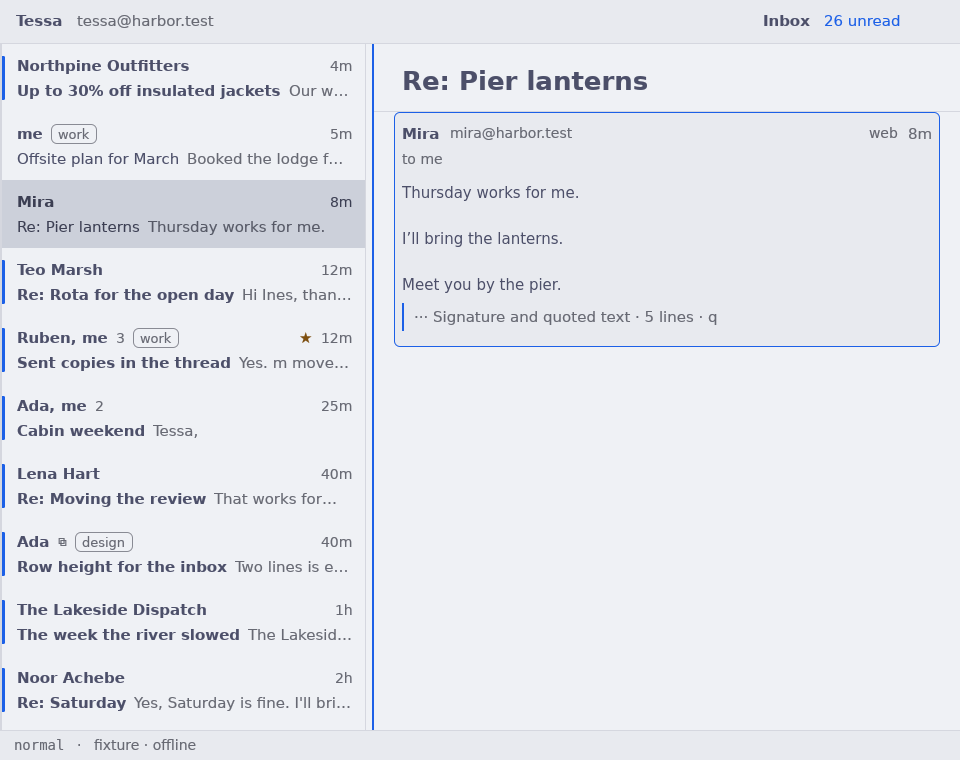 Tessa tessa@harbor.test Inbox 26 unread
Northpine Outfitters 4m
Up to 30% off insulated jackets Our w…
me work 5m
Offsite plan for March Booked the lodge f…
Mira 8m
Re: Pier lanterns Thursday works for me.
Teo Marsh 12m
Re: Rota for the open day Hi Ines, than…
Ruben, me 3 work ★ 12m
Sent copies in the thread Yes. m move…
Ada, me 2 25m
Cabin weekend Tessa,
Lena Hart 40m
Re: Moving the review That works for…
Ada design 40m
Row height for the inbox Two lines is e…
The Lakeside Dispatch 1h
The week the river slowed The Lakesid…
Noor Achebe 2h
Re: Saturday Yes, Saturday is fine. I'll bri…
Re: Pier lanterns
Mira mira@harbor.test web 8m
to me
Thursday works for me.
I’ll bring the lanterns.
Meet you by the pier.
··· Signature and quoted text · 5 lines · q
normal · fixture · offline